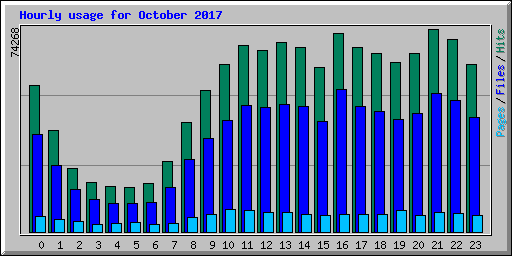 Hourly usage for October 2017
74268
0 1 2 3 4 5 6 7 8 9 10 11 12 13 14 15 16 17 18 19 20 21 22 23
Pages / Files / Hits